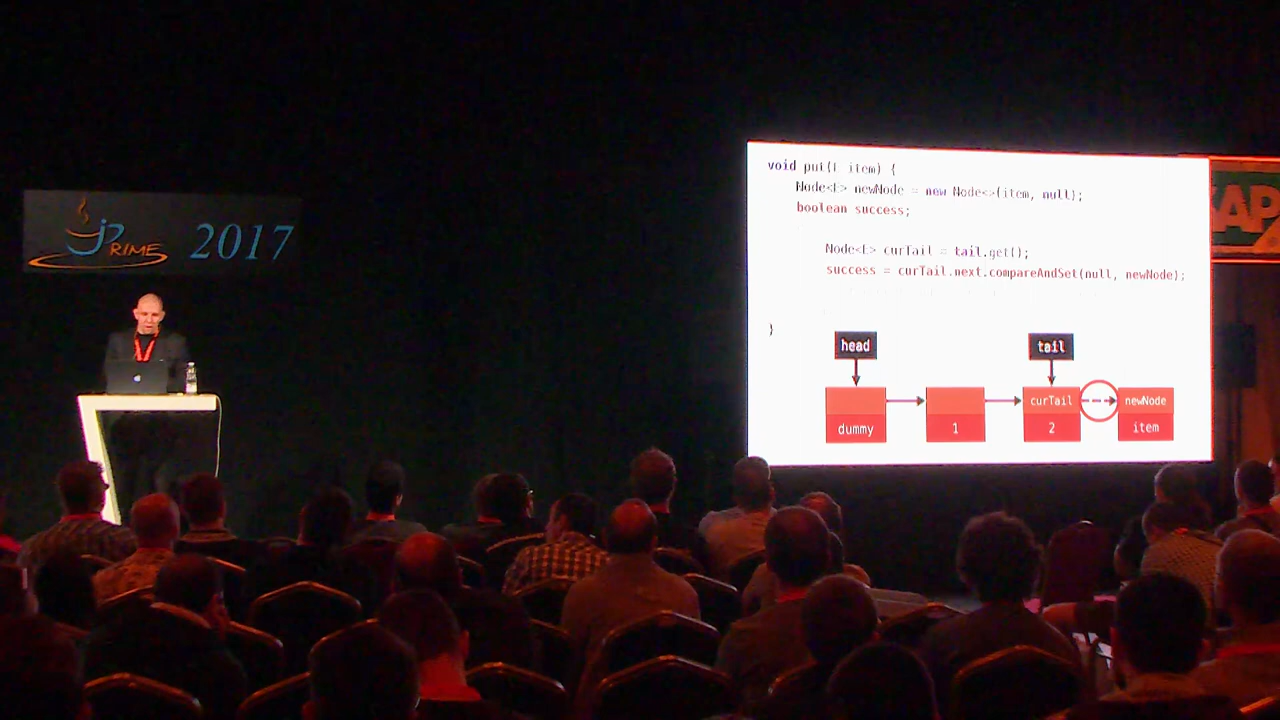 JPRIME 2017
void put(E item) {
Node<E> newNode = new Node<>(item, null);
boolean success;
Node<E> curTail = tail.get();
success = curTail.next.compareAndSet(null, newNode);
}
head tail
curTail newNode
dummy 1 2 item
SAP